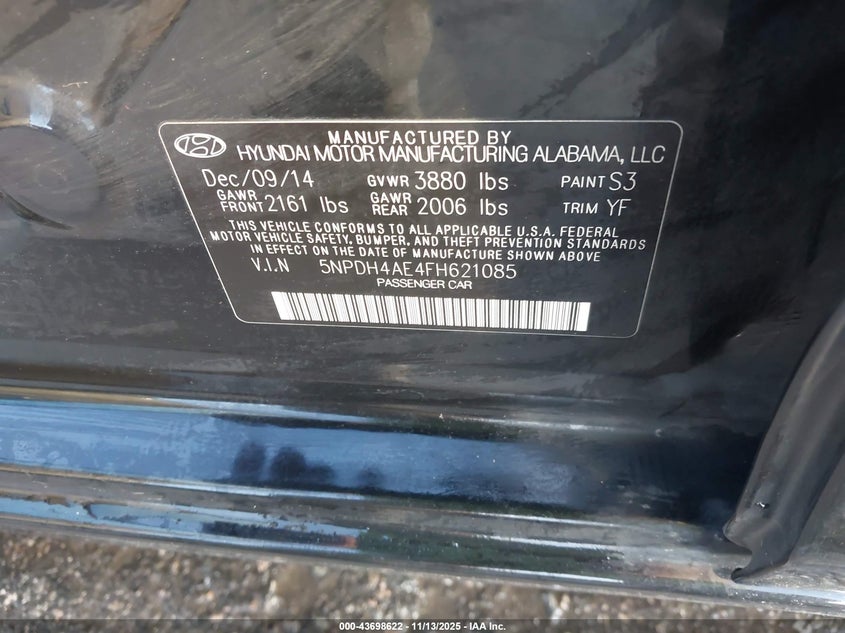 MANUFACTURED BY
HYUNDAI MOTOR MANUFACTURING ALABAMA, LLC
Dec/09/14 GVWR 3880 lbs PAINT S3
GAWR FRONT 2161 lbs GAWR REAR 2006 lbs TRIM YF
THIS VEHICLE CONFORMS TO ALL APPLICABLE U.S.A. FEDERAL
MOTOR VEHICLE SAFETY, BUMPER, AND THEFT PREVENTION STANDARDS
IN EFFECT ON THE DATE OF MANUFACTURE SHOWN ABOVE
V.I.N 5NPDH4AE4FH621085
PASSENGER CAR
000-43698622 - 11/13/2025 - IAA Inc.